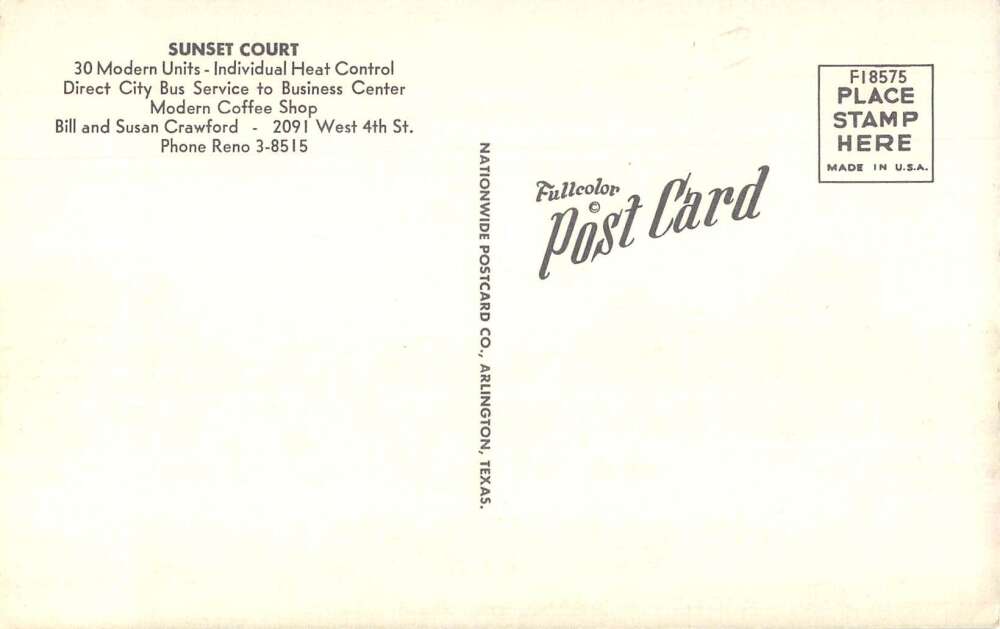 SUNSET COURT
30 Modern Units - Individual Heat Control
Direct City Bus Service to Business Center
Modern Coffee Shop
Bill and Susan Crawford - 2091 West 4th St.
Phone Reno 3-8515
NATIONWIDE POSTCARD CO., ARLINGTON, TEXAS.
Fullcolor
©
Post Card
F18575
PLACE
STAMP
HERE
MADE IN U.S.A.